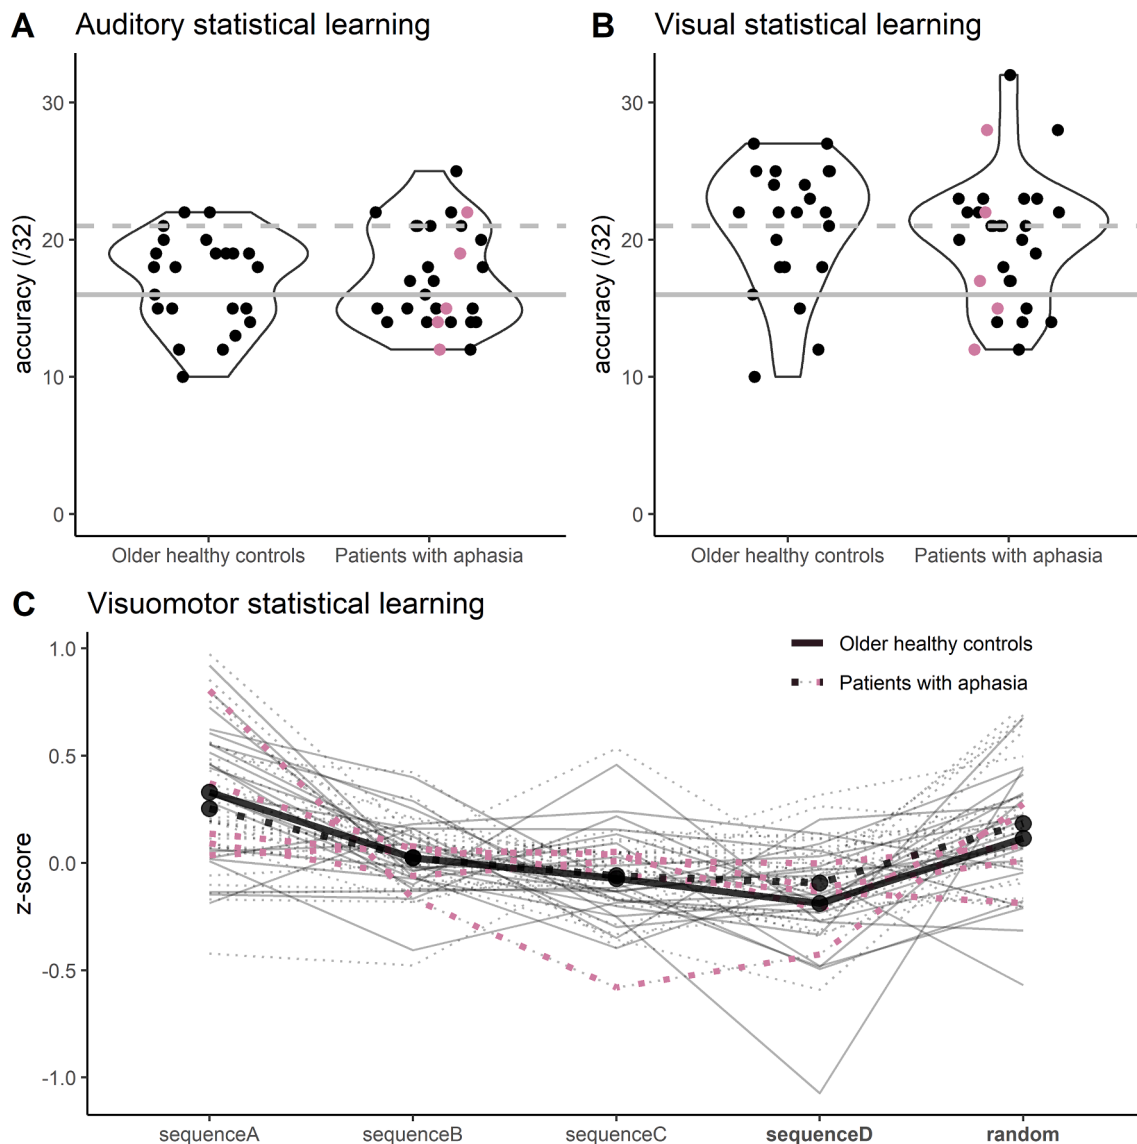 A Auditory statistical learning
accuracy (/32)
30
20
10
0
Older healthy controls Patients with aphasia
B Visual statistical learning
accuracy (/32)
30
20
10
0
Older healthy controls Patients with aphasia
C Visuomotor statistical learning
z-score
1.0
0.5
0.0
-0.5
-1.0
Older healthy controls
Patients with aphasia
sequenceA sequenceB sequenceC sequenceD random